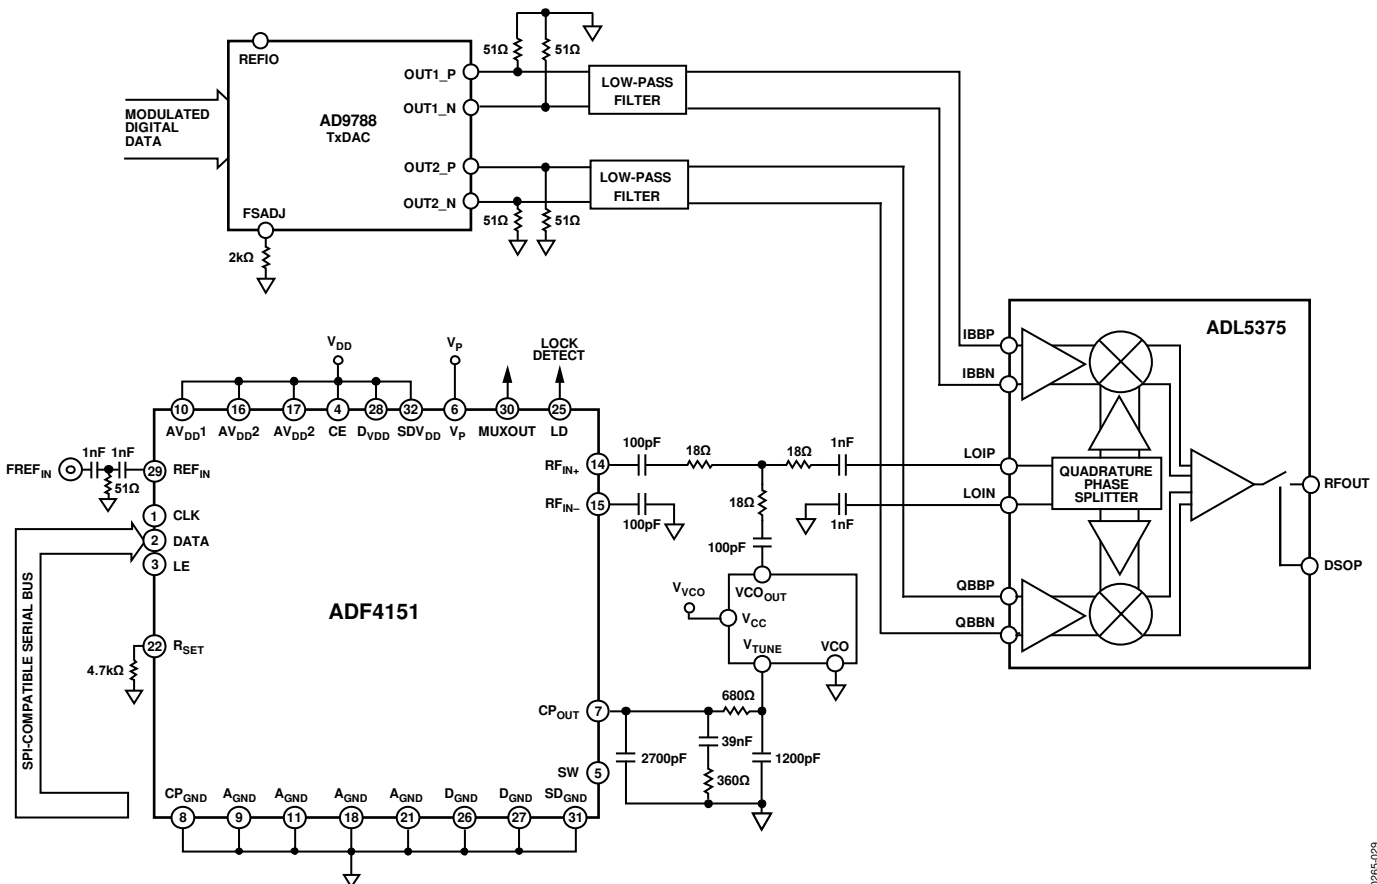 REFIO
AD9788
TxDAC
MODULATED
DIGITAL
DATA
OUT1_P
OUT1_N
OUT2_P
OUT2_N
FSADJ
2kΩ
51Ω
51Ω
LOW-PASS
FILTER
LOW-PASS
FILTER
51Ω
51Ω
ADL5375
IBBP
IBBN
LOIP
LOIN
QUADRATURE
PHASE
SPLITTER
QBBP
QBBN
RFOUT
DSOP
VDD
VP
LOCK
DETECT
10
16
17
4
28
32
6
30
25
AVDD1
AVDD2
AVDD2
CE
DVDD
SDVDD
VP
MUXOUT
LD
FREFIN
1nF
1nF
51Ω
29
REFIN
1
CLK
2
DATA
3
LE
22
RSET
4.7kΩ
SPI-COMPATIBLE SERIAL BUS
ADF4151
RFIN+
14
RFIN–
15
100pF
18Ω
18Ω
1nF
100pF
18Ω
1nF
100pF
VVCO
VCOOUT
VCC
VTUNE
VCO
CPOUT
7
680Ω
2700pF
39nF
360Ω
1200pF
SW
5
CPGND
AGND
AGND
AGND
AGND
DGND
DGND
SDGND
8
9
11
18
21
26
27
31